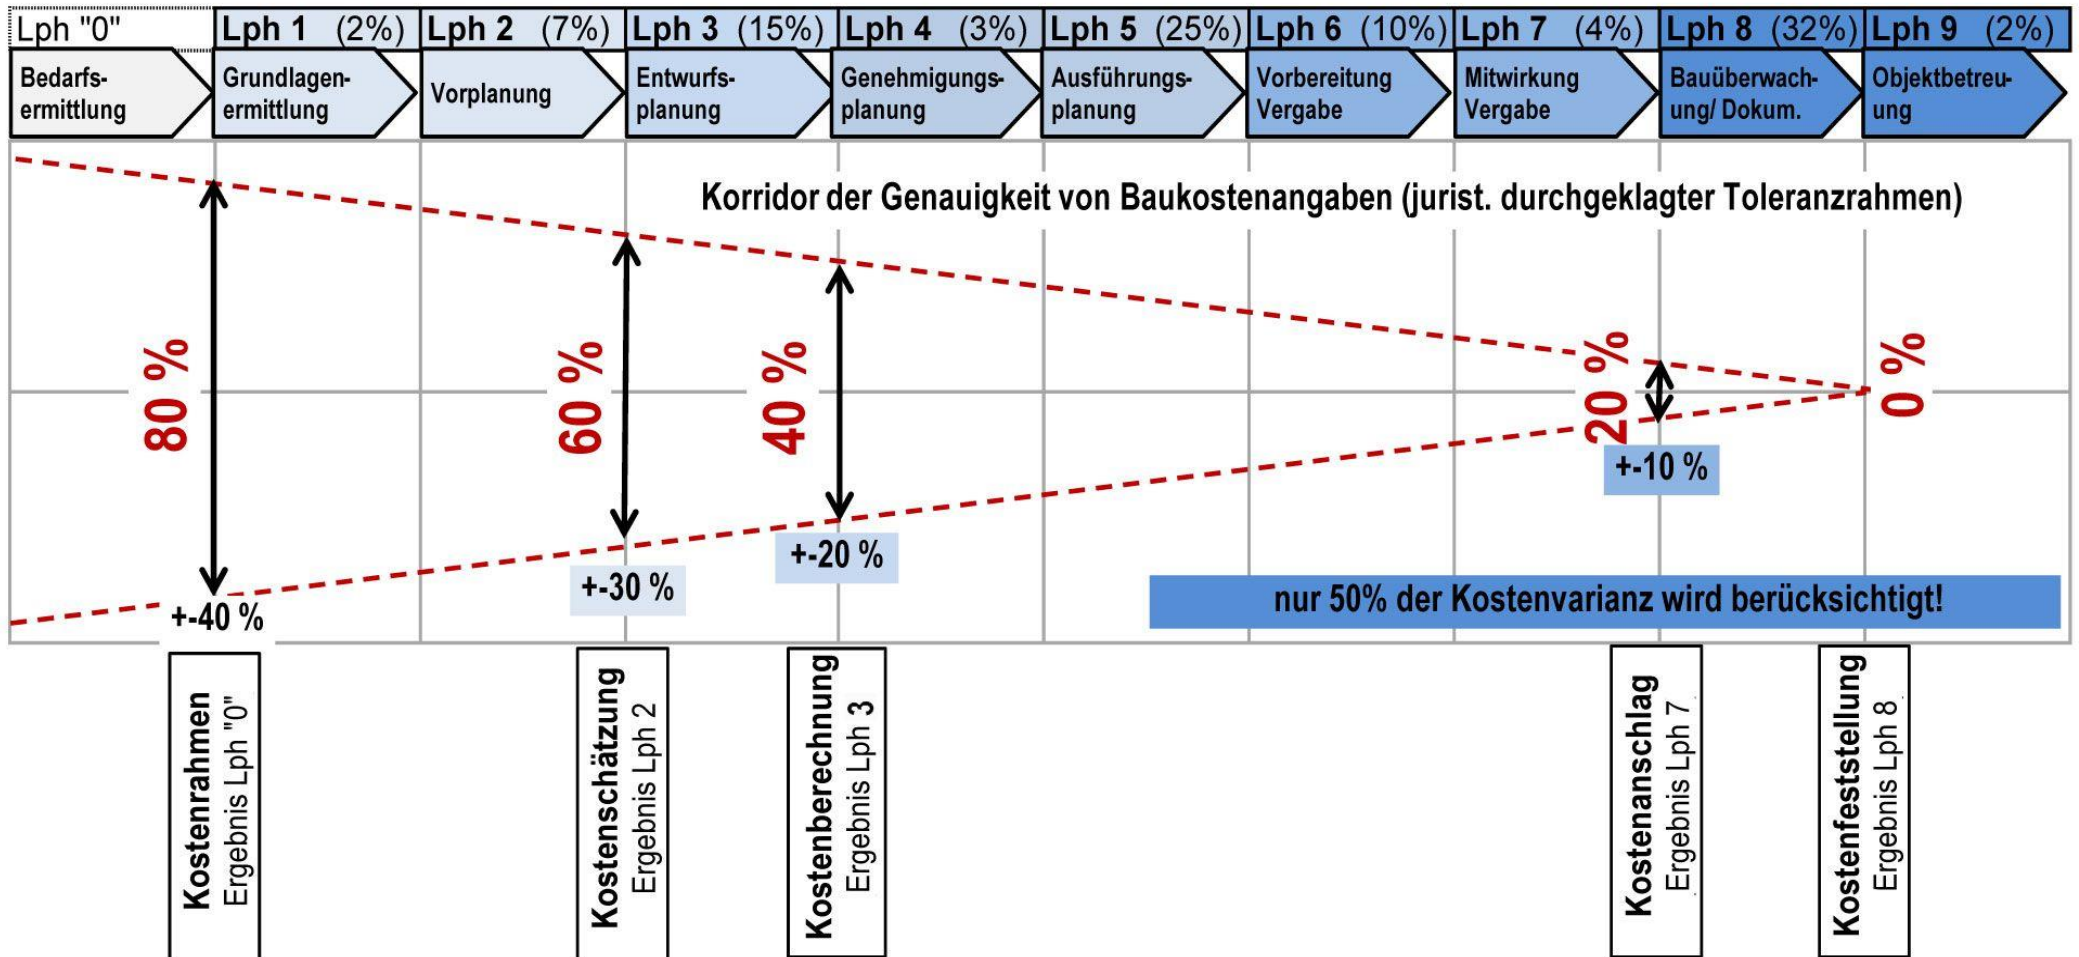 Lph "0"
Lph 1 (2%)
Lph 2 (7%)
Lph 3 (15%)
Lph 4 (3%)
Lph 5 (25%)
Lph 6 (10%)
Lph 7 (4%)
Lph 8 (32%)
Lph 9 (2%)
Bedarfs-
ermittlung
Grundlagen-
ermittlung
Vorplanung
Entwurfs-
planung
Genehmigungs-
planung
Ausführungs-
planung
Vorbereitung
Vergabe
Mitwirkung
Vergabe
Bauüberwach-
ung/ Dokum.
Objektbetreu-
ung
Korridor der Genauigkeit von Baukostenangaben (jurist. durchgeklagter Toleranzrahmen)
80 %
60 %
40 %
20 %
0 %
+-40 %
+-30 %
+-20 %
+-10 %
nur 50% der Kostenvarianz wird berücksichtigt!
Kostenrahmen
Ergebnis Lph "0"
Kostenschätzung
Ergebnis Lph 2
Kostenberechnung
Ergebnis Lph 3
Kostenanschlag
Ergebnis Lph 7
Kostenfeststellung
Ergebnis Lph 8